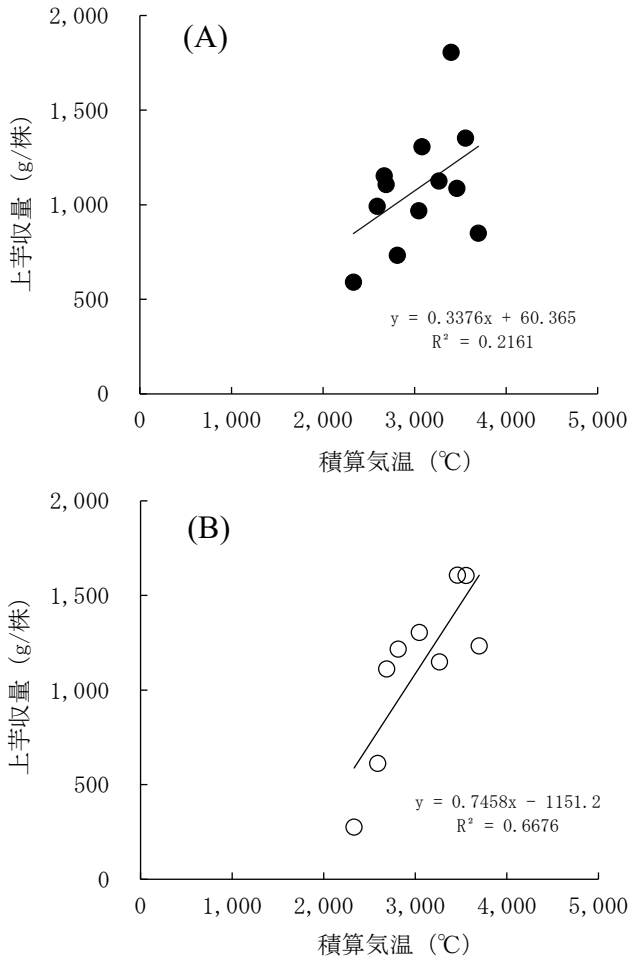 (A)
2,000
1,500
1,000
500
0
上芋収量 (g/株)
y = 0.3376x + 60.365
R² = 0.2161
0 1,000 2,000 3,000 4,000 5,000
積算気温 (℃)
(B)
2,000
1,500
1,000
500
0
上芋収量 (g/株)
y = 0.7458x - 1151.2
R² = 0.6676
0 1,000 2,000 3,000 4,000 5,000
積算気温 (℃)